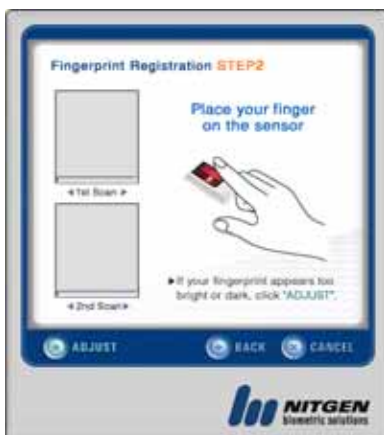 Fingerprint Registration STEP2
Place your finger
on the sensor
◄1st Scan►
►If your fingerprint appears too
bright or dark, click "ADJUST".
◄2nd Scan►
ADJUST
BACK
CANCEL
NITGEN
biometric solutions